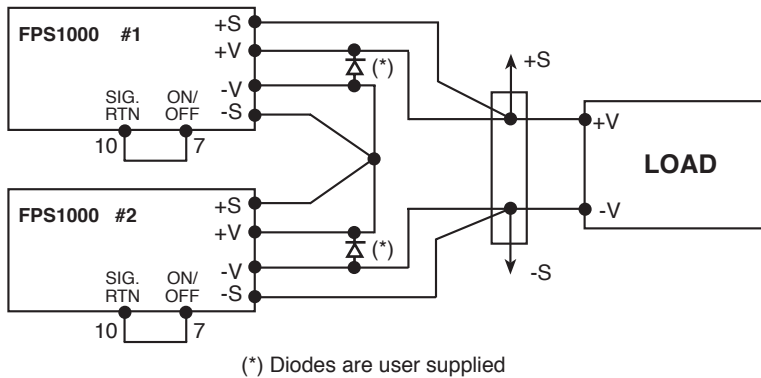 FPS1000 #1
+S
+V
-V
-S
SIG.
RTN
ON/
OFF
10
7
(*)
+S
+V
LOAD
-V
-S
FPS1000 #2
+S
+V
-V
-S
SIG.
RTN
ON/
OFF
10
7
(*)
(*) Diodes are user supplied